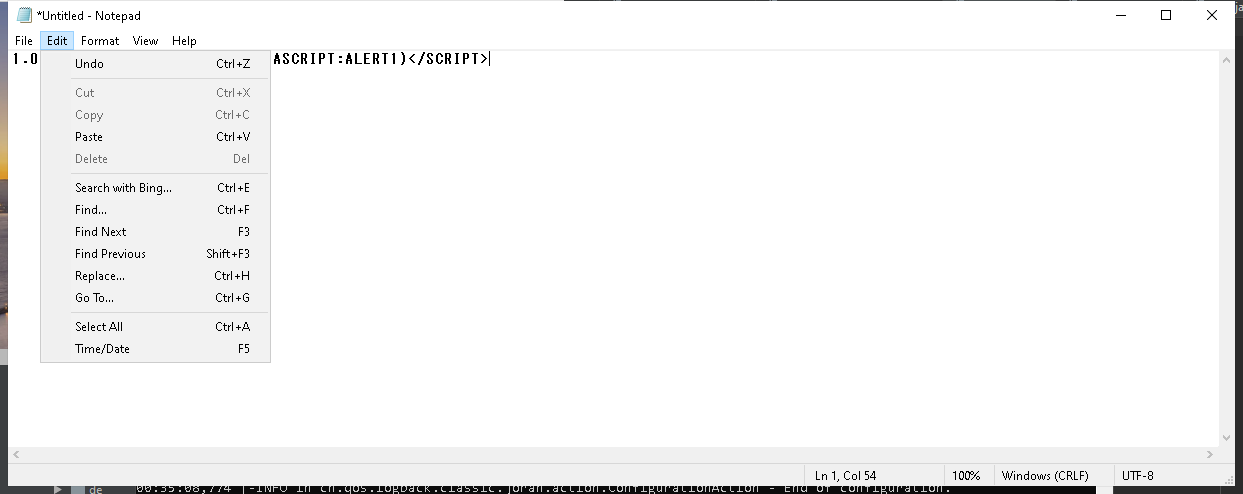 *Untitled - Notepad
File Edit Format View Help
1.0 ASCRIPT:ALERT1)</SCRIPT>
Undo Ctrl+Z
Cut Ctrl+X
Copy Ctrl+C
Paste Ctrl+V
Delete Del
Search with Bing... Ctrl+E
Find... Ctrl+F
Find Next F3
Find Previous Shift+F3
Replace... Ctrl+H
Go To... Ctrl+G
Select All Ctrl+A
Time/Date F5
Ln 1, Col 54 100% Windows (CRLF) UTF-8
de 00:35:08,774 |-INFO in ch.qos.logback.classic.joran.action.ConfigurationAction - End of configuration.